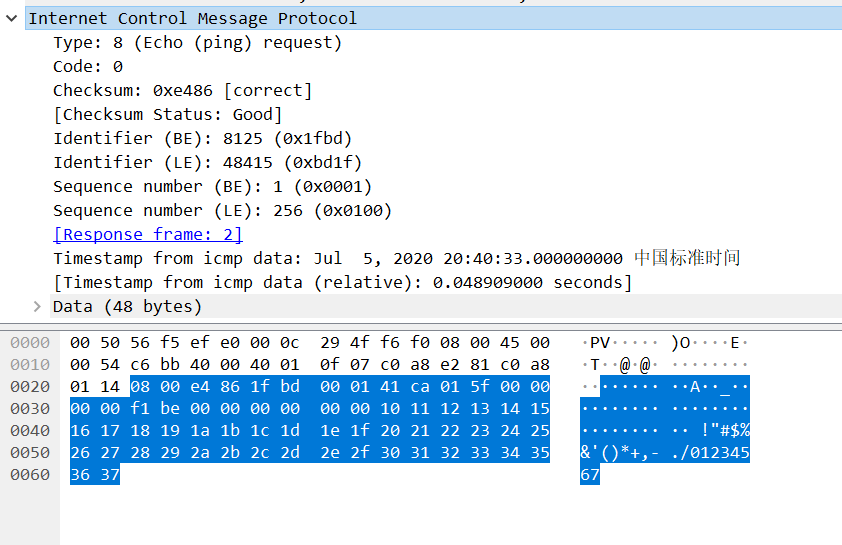 Internet Control Message Protocol
Type: 8 (Echo (ping) request)
Code: 0
Checksum: 0xe486 [correct]
[Checksum Status: Good]
Identifier (BE): 8125 (0x1fbd)
Identifier (LE): 48415 (0xbd1f)
Sequence number (BE): 1 (0x0001)
Sequence number (LE): 256 (0x0100)
[Response frame: 2]
Timestamp from icmp data: Jul  5, 2020 20:40:33.000000000 中国标准时间
[Timestamp from icmp data (relative): 0.048909000 seconds]
Data (48 bytes)
0000 00 50 56 f5 ef e0 00 0c 29 4f f6 f0 08 00 45 00 ·PV····· )O····E·
0010 00 54 c6 bb 40 00 40 01 0f 07 c0 a8 e2 81 c0 a8 ·T··@·@· ········
0020 01 14 08 00 e4 86 1f bd 00 01 41 ca 01 5f 00 00 ········ ··A··_··
0030 00 00 f1 be 00 00 00 00 00 00 10 11 12 13 14 15 ········ ········
0040 16 17 18 19 1a 1b 1c 1d 1e 1f 20 21 22 23 24 25 ········ ·· !"#$%
0050 26 27 28 29 2a 2b 2c 2d 2e 2f 30 31 32 33 34 35 &'()*+,- ./012345
0060 36 37 67